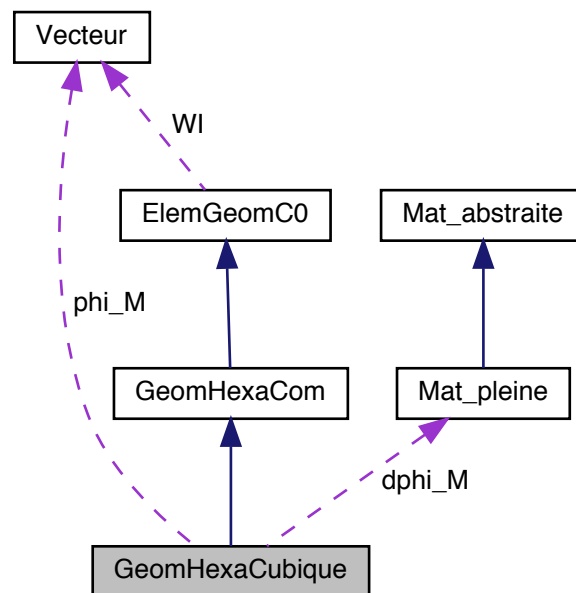 Vecteur
WI
ElemGeomC0
Mat_abstraite
phi_M
GeomHexaCom
Mat_pleine
dphi_M
GeomHexaCubique